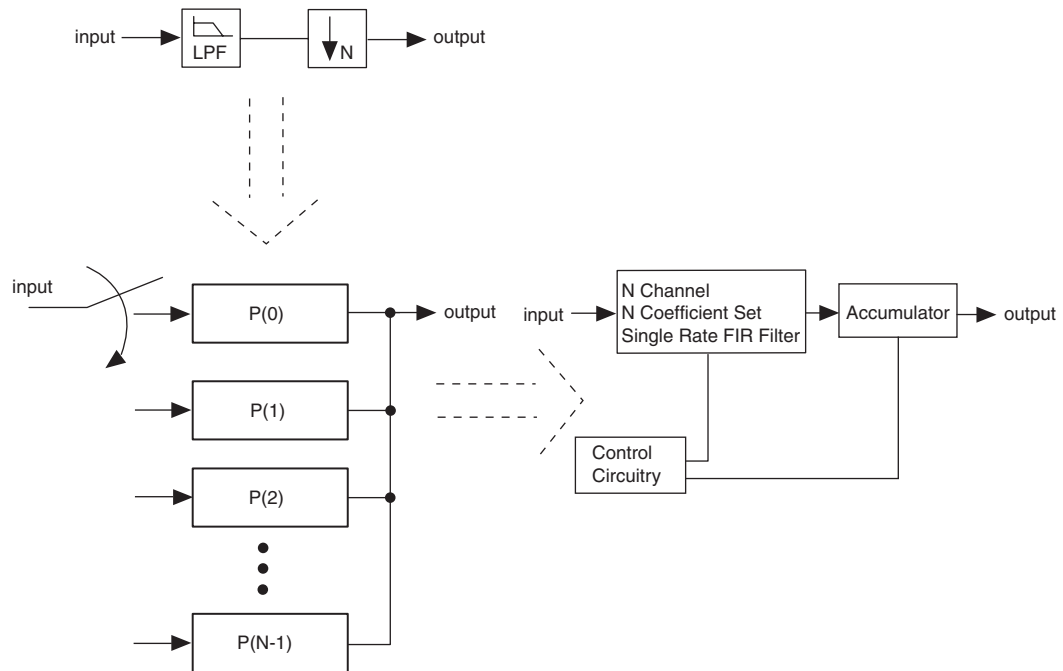 input
LPF
N
output
input
P(0)
output
P(1)
P(2)
P(N-1)
input
N Channel
N Coefficient Set
Single Rate FIR Filter
Accumulator
output
Control
Circuitry